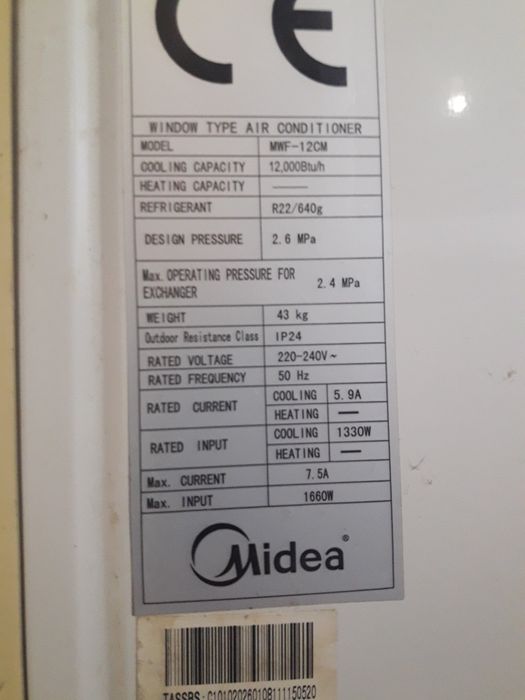 CE
WINDOW TYPE AIR CONDITIONER
MODEL MWF-12CM
COOLING CAPACITY 12,000Btu/h
HEATING CAPACITY ——
REFRIGERANT R22/640g
DESIGN PRESSURE 2.6 MPa
Max. OPERATING PRESSURE FOR
EXCHANGER 2.4 MPa
WEIGHT 43 kg
Outdoor Resistance Class IP24
RATED VOLTAGE 220-240V~
RATED FREQUENCY 50 Hz
RATED CURRENT COOLING 5.9A
HEATING —
RATED INPUT COOLING 1330W
HEATING —
Max. CURRENT 7.5A
Max. INPUT 1660W
Midea®
TASSBS:C101020260108111150520